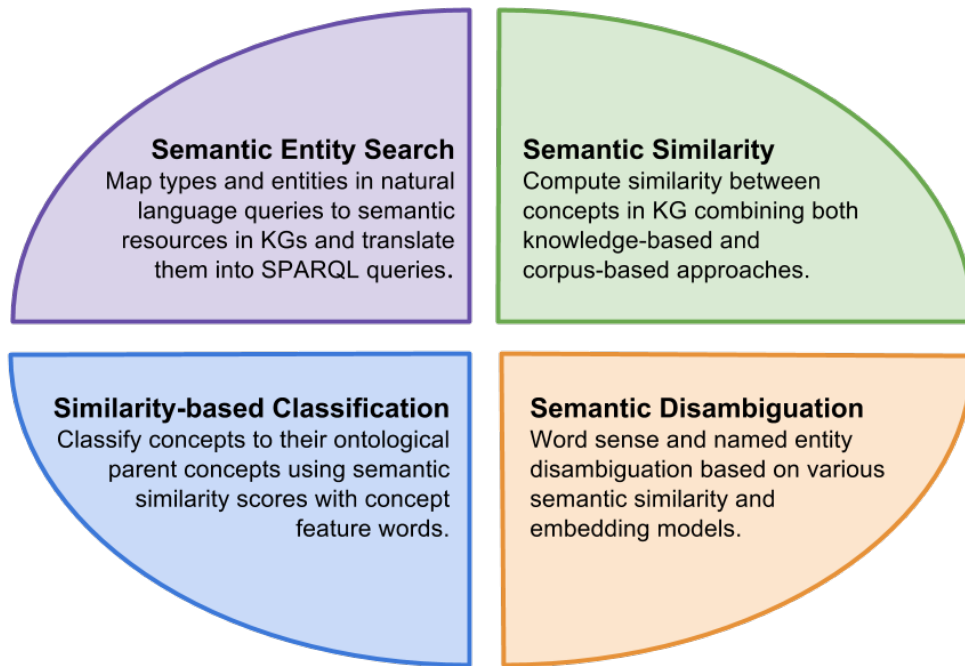 Semantic Entity Search
Map types and entities in natural
language queries to semantic
resources in KGs and translate
them into SPARQL queries.
Semantic Similarity
Compute similarity between
concepts in KG combining both
knowledge-based and
corpus-based approaches.
Similarity-based Classification
Classify concepts to their ontological
parent concepts using semantic
similarity scores with concept
feature words.
Semantic Disambiguation
Word sense and named entity
disambiguation based on various
semantic similarity and
embedding models.